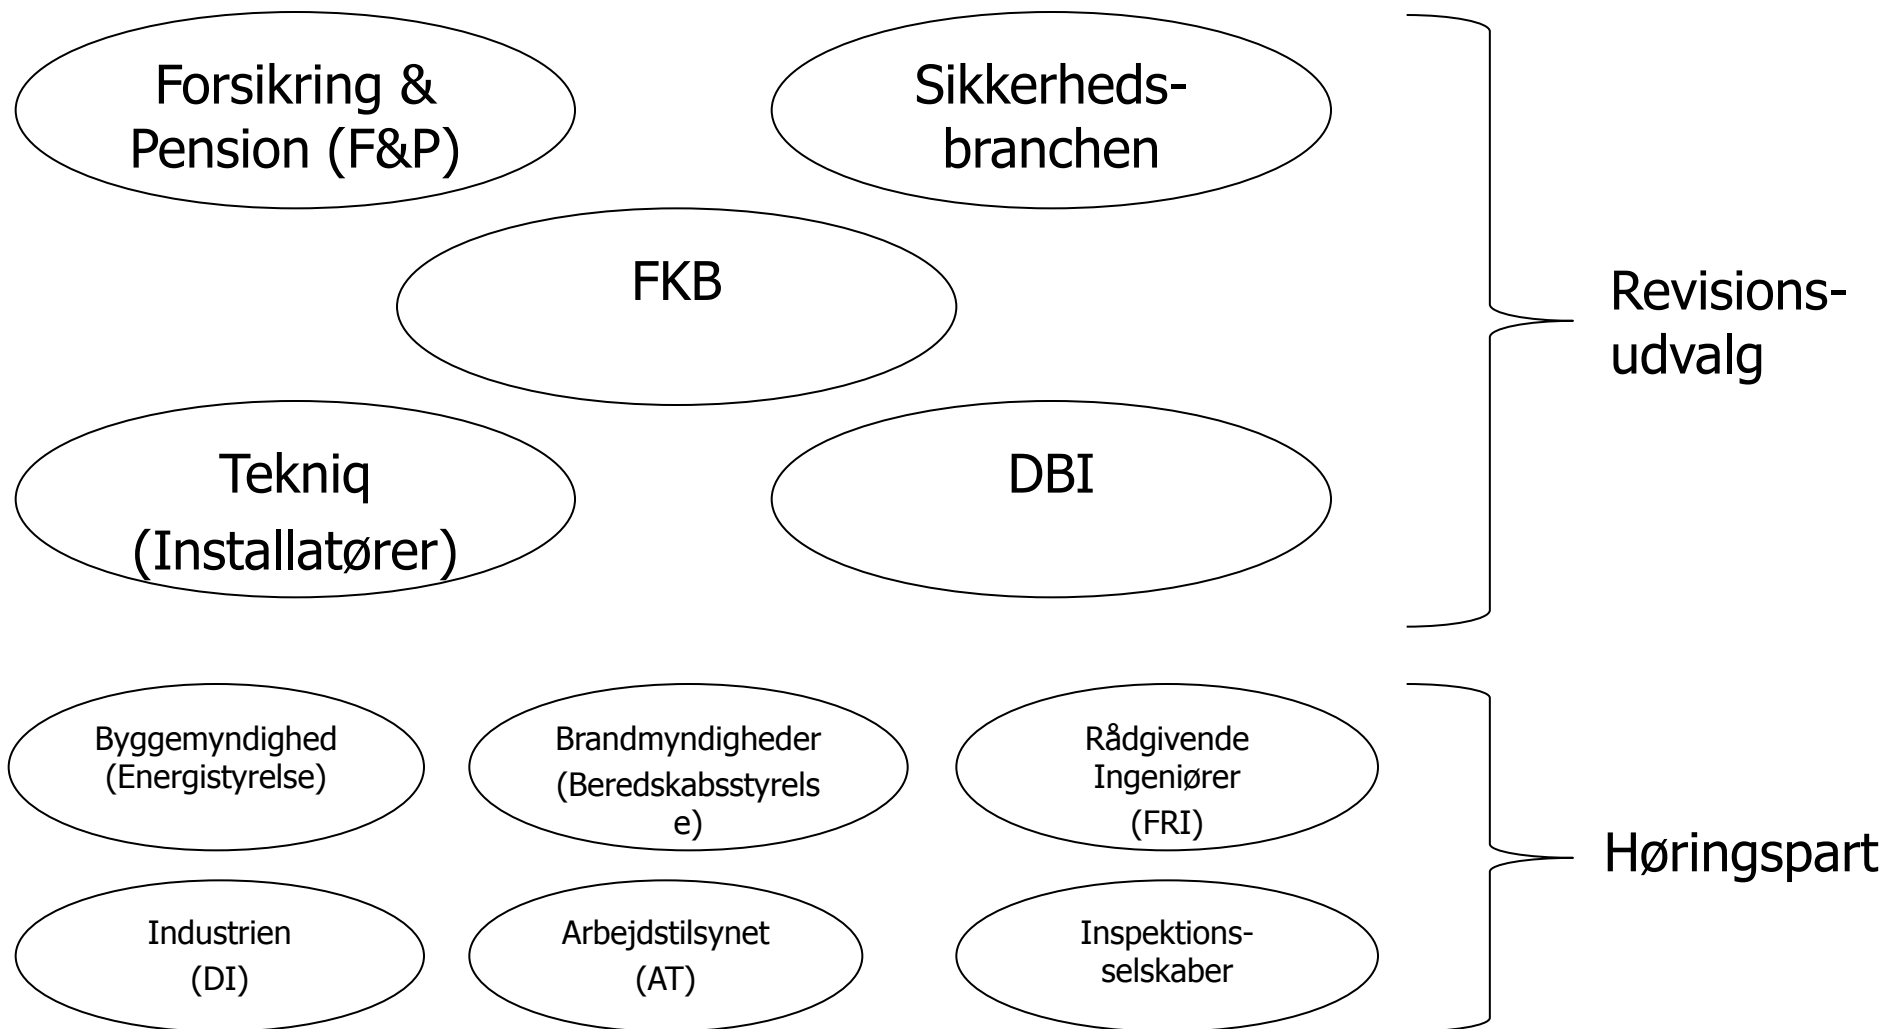 Forsikring &
Pension (F&P)
Sikkerheds-
branchen
FKB
Revisions-
udvalg
Tekniq
(Installatører)
DBI
Byggemyndighed
(Energistyrelse)
Brandmyndigheder
(Beredskabsstyrels
e)
Rådgivende
Ingeniører
(FRI)
Høringspart
Industrien
(DI)
Arbejdstilsynet
(AT)
Inspektions-
selskaber